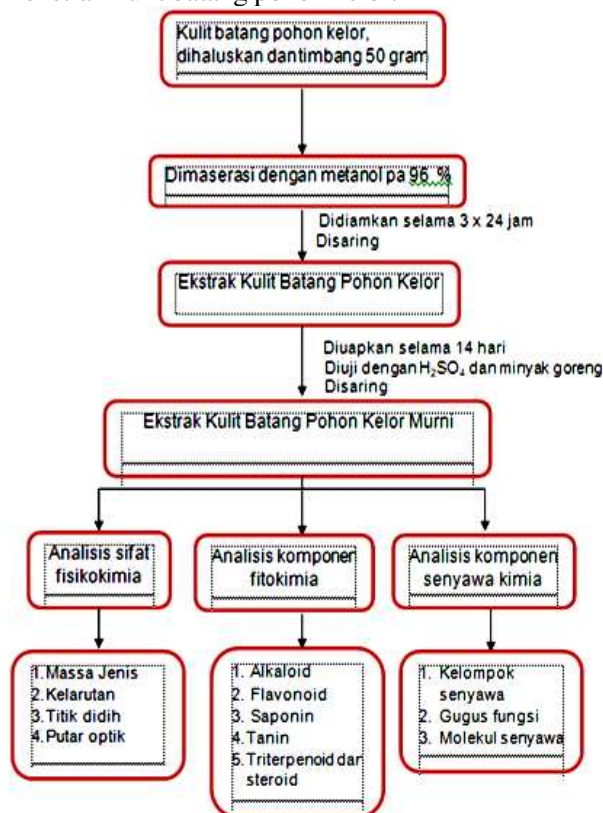 batang pohon
Kulit batang pohon kelor,
dihaluskan dantimbang 50 gram
Dimaserasi dengan metanol pa 96 %
Didiamkan selama 3 x 24 jam
Disaring
Ekstrak Kulit Batang Pohon Kelor
Diuapkan selama 14 hari
Diuji dengan H₂SO₄ dan minyak goreng
Disaring
Ekstrak Kulit Batang Pohon Kelor Murni
Analisis sifat
fisikokimia
Analisis komponen
fitokimia
Analisis komponen
senyawa kimia
1.Massa Jenis
2.Kelarutan
3.Titik didih
4.Putar optik
1. Alkaloid
2. Flavonoid
3. Saponin
4.Tanin
5.Triterpenoid dan
steroid
1. Kelompok
senyawa
2. Gugus fungsi
3. Molekul senyawa